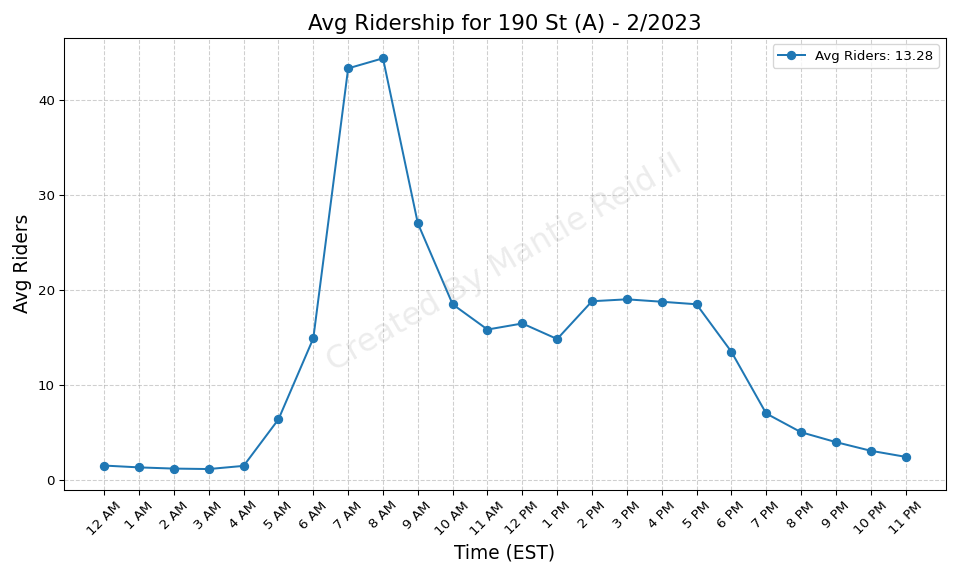 Avg Ridership for 190 St (A) - 2/2023
Avg Riders: 13.28
Avg Riders
40
30
20
10
0
Created By Mantie Reid II
12 AM
1 AM
2 AM
3 AM
4 AM
5 AM
6 AM
7 AM
8 AM
9 AM
10 AM
11 AM
12 PM
1 PM
2 PM
3 PM
4 PM
5 PM
6 PM
7 PM
8 PM
9 PM
10 PM
11 PM
Time (EST)